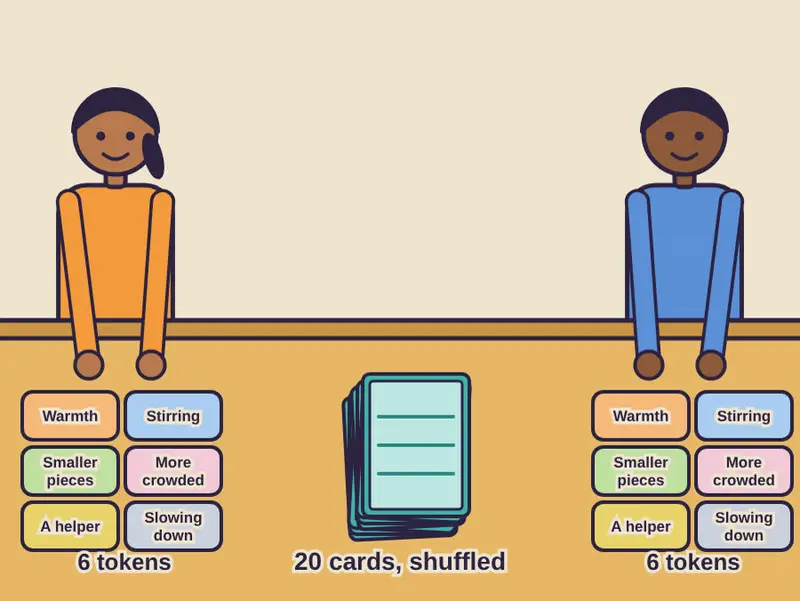 Warmth
Stirring
Smaller
pieces
More
crowded
A helper
Slowing
down
6 tokens
20 cards, shuffled
Warmth
Stirring
Smaller
pieces
More
crowded
A helper
Slowing
down
6 tokens